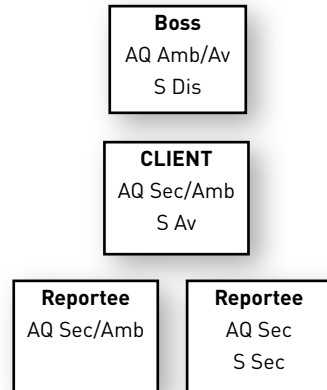 Boss
AQ Amb/Av
S Dis
CLIENT
AQ Sec/Amb
S Av
Reportee
AQ Sec/Amb
Reportee
AQ Sec
S Sec